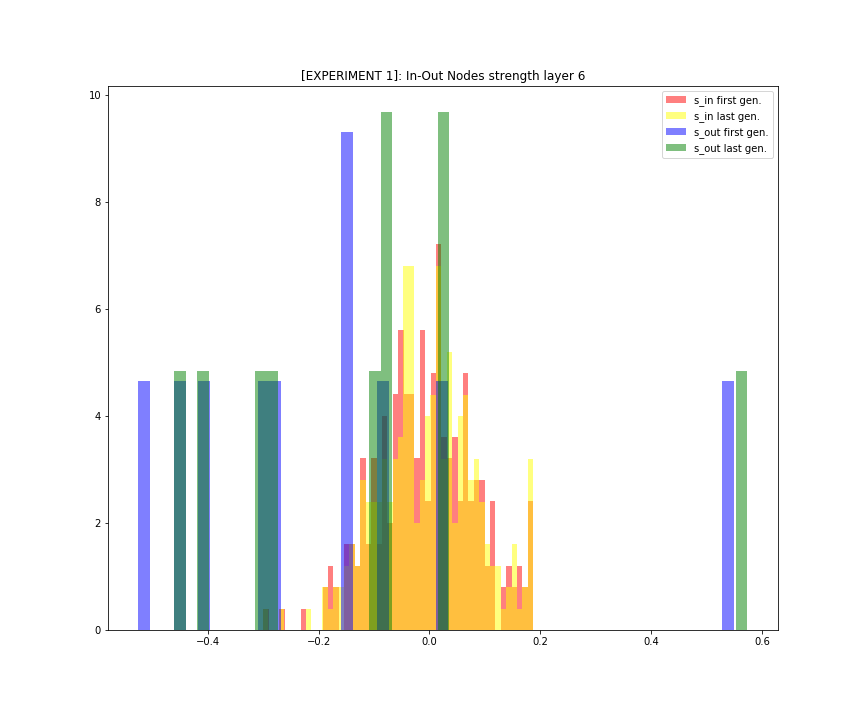 [EXPERIMENT 1]: In-Out Nodes strength layer 6
s_in first gen.
s_in last gen.
s_out first gen.
s_out last gen.
10
8
6
4
2
0
−0.4 −0.2 0.0 0.2 0.4 0.6